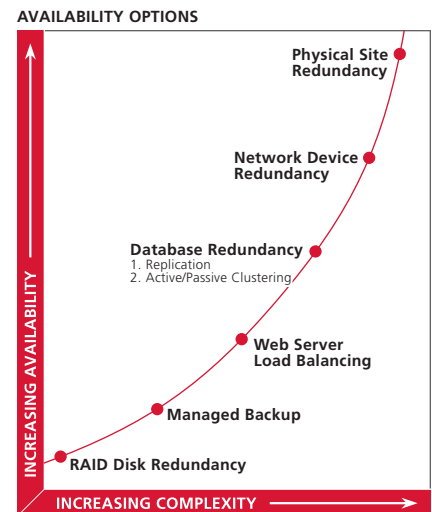 AVAILABILITY OPTIONS
Physical Site
Redundancy
Network Device
Redundancy
Database Redundancy
1. Replication
2. Active/Passive Clustering
Web Server
Load Balancing
Managed Backup
RAID Disk Redundancy
INCREASING AVAILABILITY
INCREASING COMPLEXITY